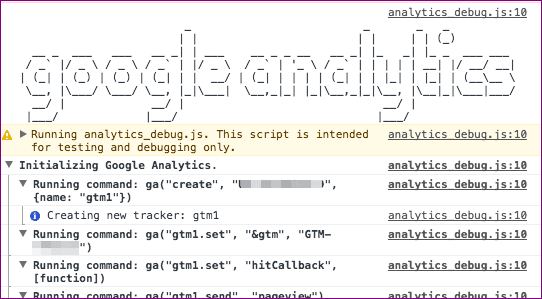 analytics_debug.js:10
google analytics
Running analytics_debug.js. This script is intended analytics_debug.js:10
for testing and debugging only.
Initializing Google Analytics. analytics_debug.js:10
Running command: ga("create", "U", analytics_debug.js:10
{name: "gtm1"})
Creating new tracker: gtm1 analytics_debug.js:10
Running command: ga("gtm1.set", "&gtm", "GTM- analytics_debug.js:10
")
Running command: ga("gtm1.set", "hitCallback", analytics_debug.js:10
[function])
Running command: ga("gtm1.send", "pageview") analytics_debug.js:10